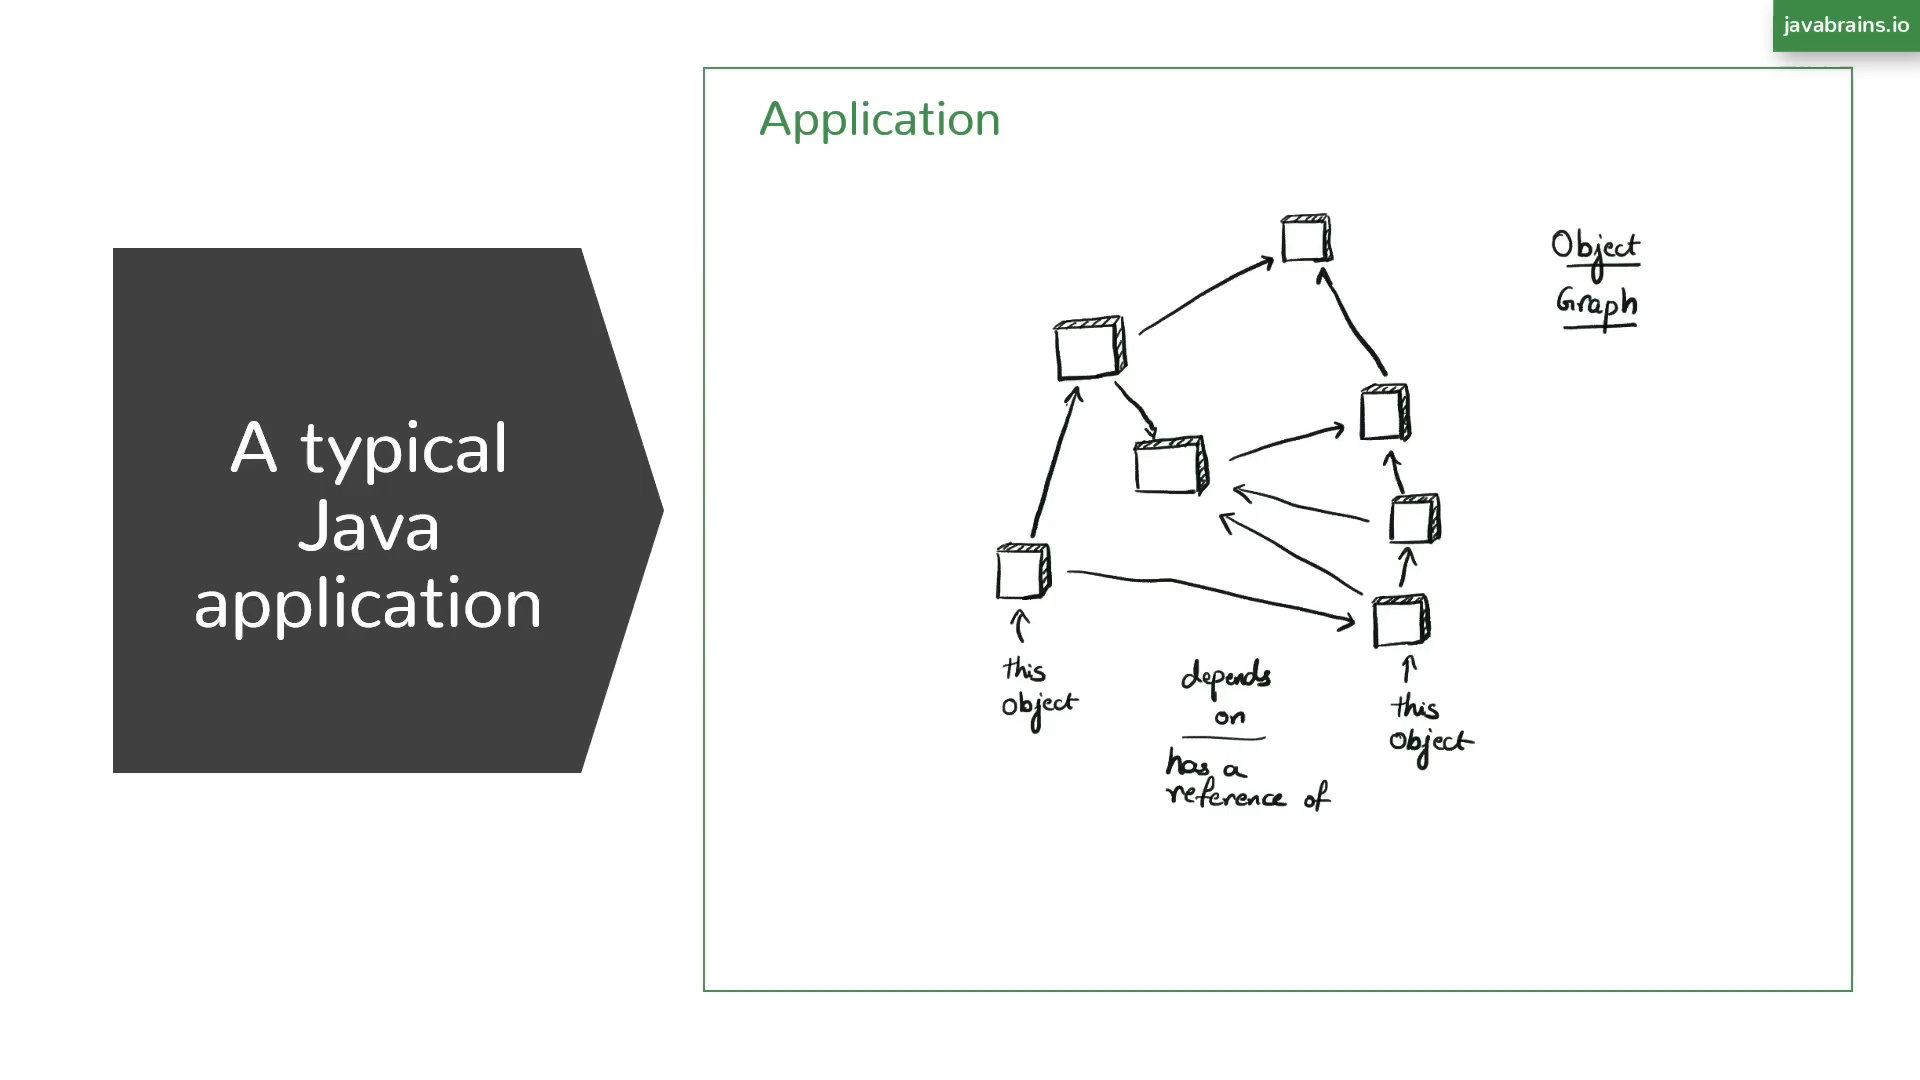 javabrains.io
A typical
Java
application
Application
Object
Graph
this
object
depends
on
has a
reference of
this
object